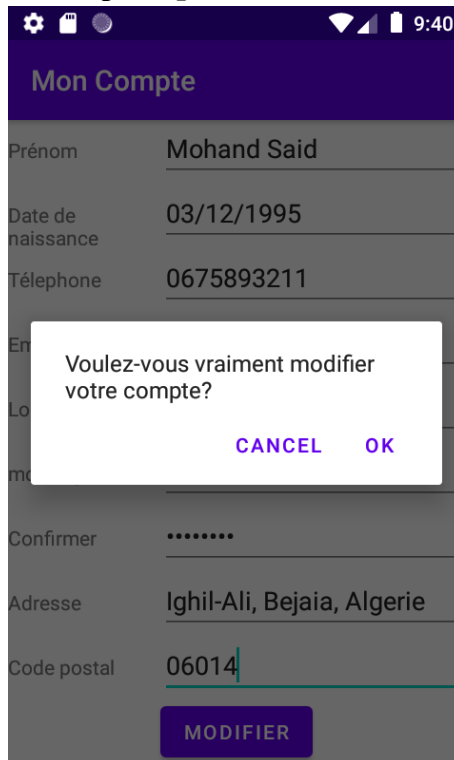 9:40
Mon Compte
Prénom Mohand Said
Date de naissance 03/12/1995
Télephone 0675893211
Voulez-vous vraiment modifier
votre compte?
CANCEL OK
Confirmer ••••••••
Adresse Ighil-Ali, Bejaia, Algerie
Code postal 06014
MODIFIER